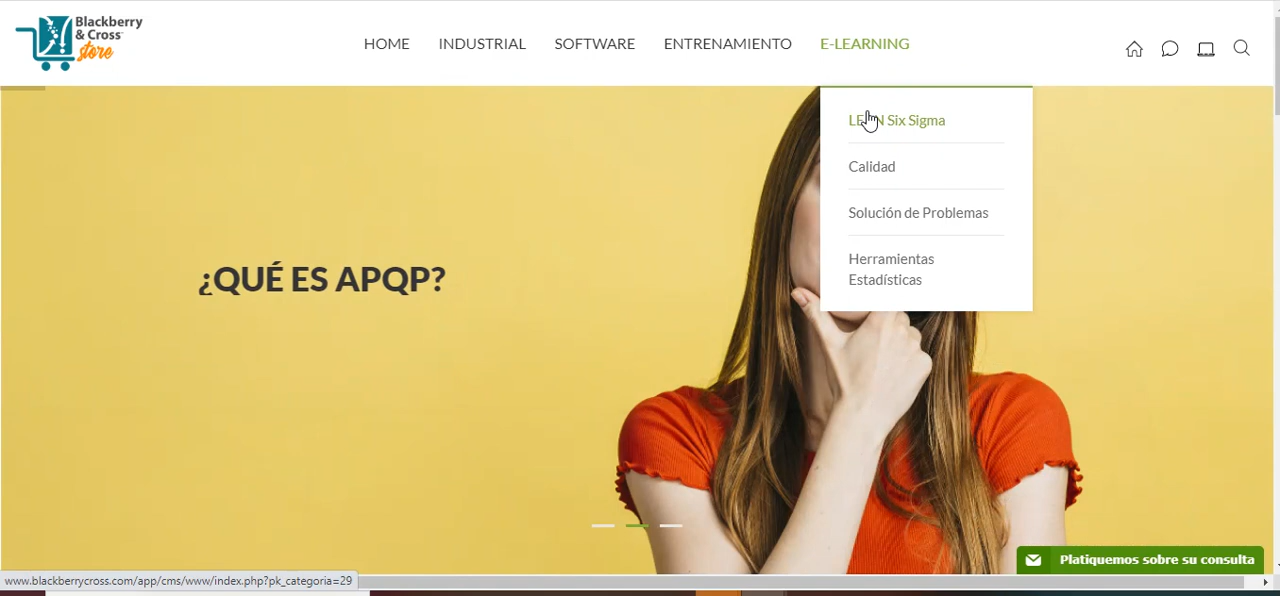 Blackberry
& Cross
store
HOME INDUSTRIAL SOFTWARE ENTRENAMIENTO E-LEARNING
LEAN Six Sigma
Calidad
Solución de Problemas
Herramientas
Estadísticas
¿QUÉ ES APQP?
Platiquemos sobre su consulta
www.blackberrycross.com/app/cms/www/index.php?pk_categoria=29